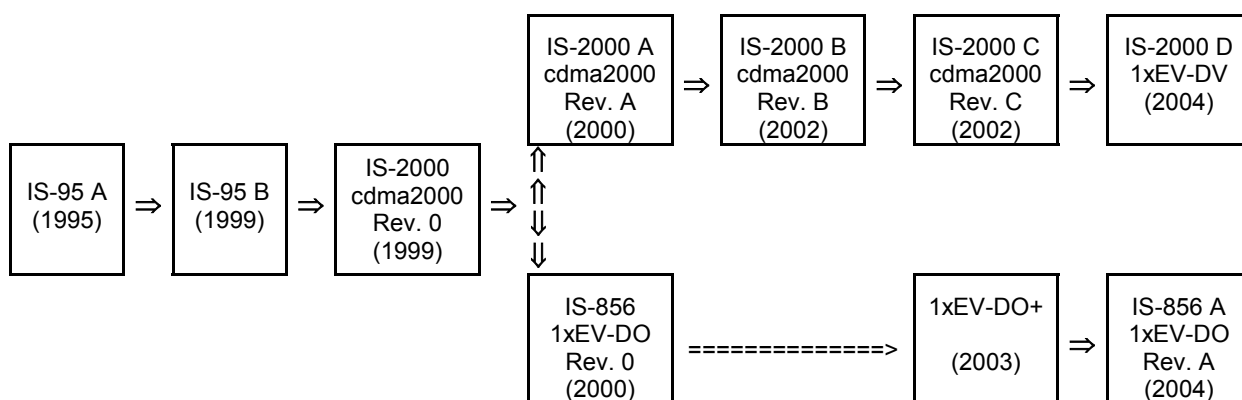 IS-2000 A
cdma2000
Rev. A
(2000)
⇒
IS-2000 B
cdma2000
Rev. B
(2002)
⇒
IS-2000 C
cdma2000
Rev. C
(2002)
⇒
IS-2000 D
1xEV-DV
(2004)
IS-95 A
(1995)
⇒
IS-95 B
(1999)
⇒
IS-2000
cdma2000
Rev. 0
(1999)
⇒
⇑
⇑
⇓
⇓
IS-856
1xEV-DO
Rev. 0
(2000)
==============>
1xEV-DO+
(2003)
⇒
IS-856 A
1xEV-DO
Rev. A
(2004)